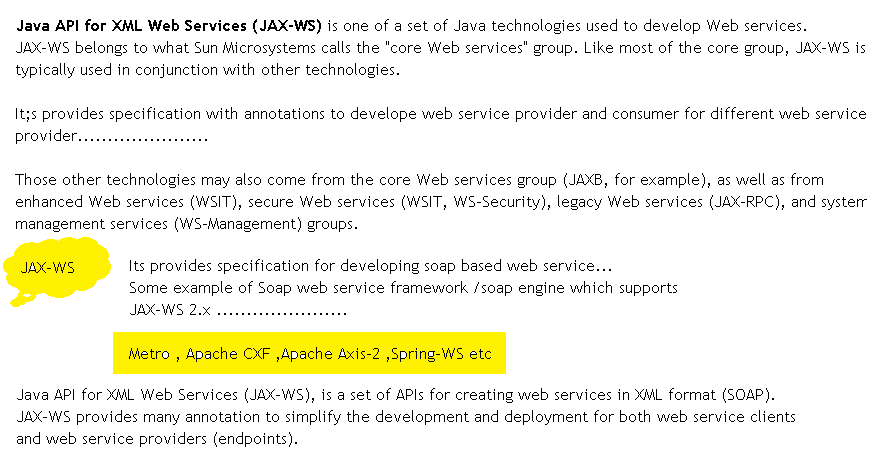 Java API for XML Web Services (JAX-WS) is one of a set of Java technologies used to develop Web services.
JAX-WS belongs to what Sun Microsystems calls the "core Web services" group. Like most of the core group, JAX-WS is
typically used in conjunction with other technologies.
It;s provides specification with annotations to develope web service provider and consumer for different web service
provider......................
Those other technologies may also come from the core Web services group (JAXB, for example), as well as from
enhanced Web services (WSIT), secure Web services (WSIT, WS-Security), legacy Web services (JAX-RPC), and system
management services (WS-Management) groups.
JAX-WS
Its provides specification for developing soap based web service...
Some example of Soap web service framework /soap engine which supports
JAX-WS 2.x ......................
Metro , Apache CXF ,Apache Axis-2 ,Spring-WS etc
Java API for XML Web Services (JAX-WS), is a set of APIs for creating web services in XML format (SOAP).
JAX-WS provides many annotation to simplify the development and deployment for both web service clients
and web service providers (endpoints).